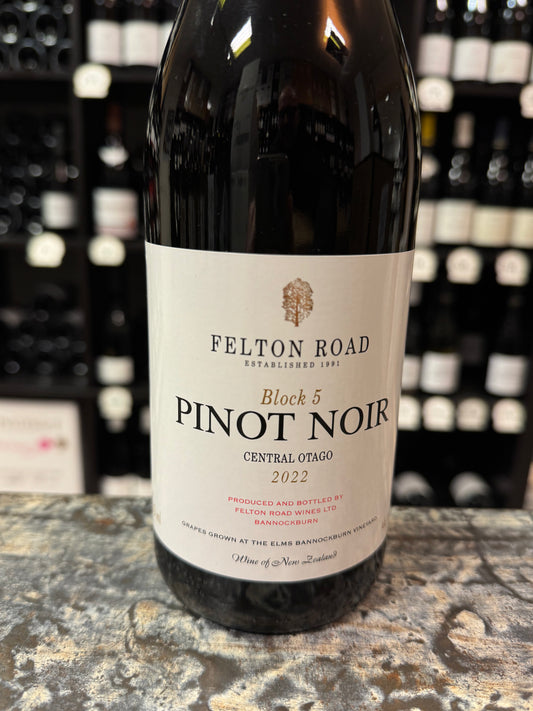 FELTON ROAD
ESTABLISHED 1991
Block 5
PINOT NOIR
CENTRAL OTAGO
2022
PRODUCED AND BOTTLED BY
FELTON ROAD WINES LTD
BANNOCKBURN
GRAPES GROWN AT THE ELMS BANNOCKBURN VINEYARD
Wine of New Zealand